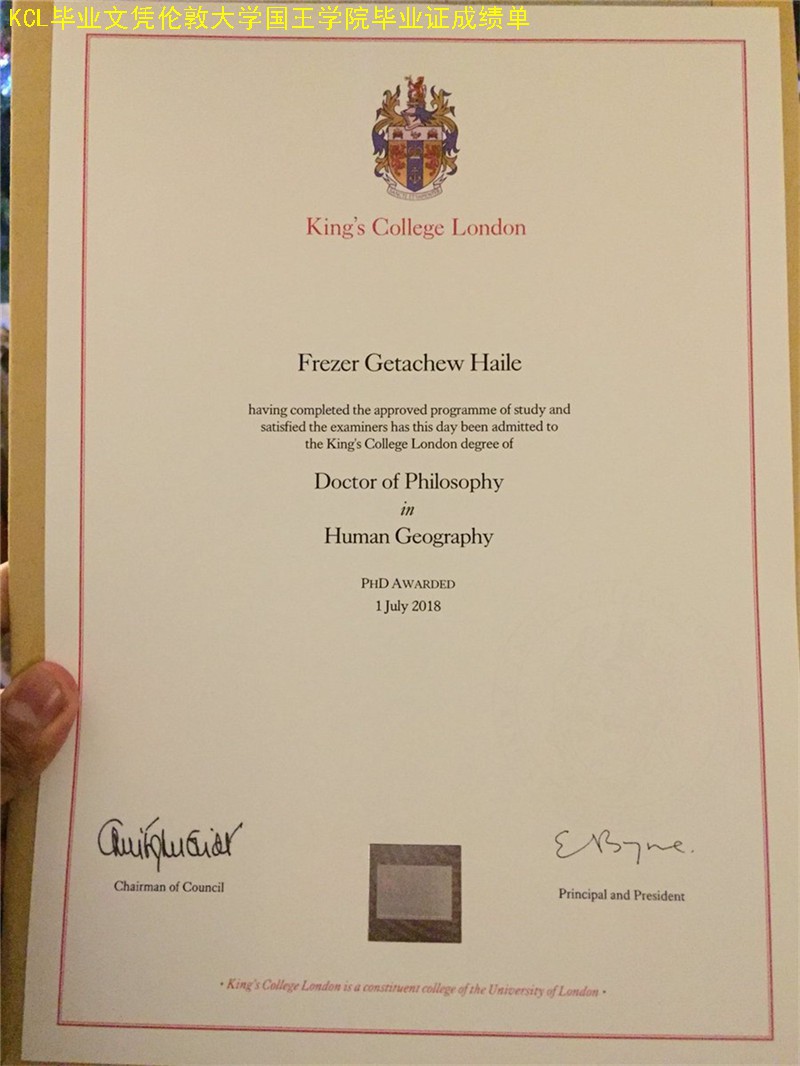 KCL毕业文凭伦敦大学国王学院毕业证成绩单
King's College London
Frezer Getachew Haile
having completed the approved programme of study and
satisfied the examiners has this day been admitted to
the King's College London degree of
Doctor of Philosophy
in
Human Geography
PHD AWARDED
1 July 2018
Chairman of Council
Principal and President
• King's College London is a constituent college of the University of London •